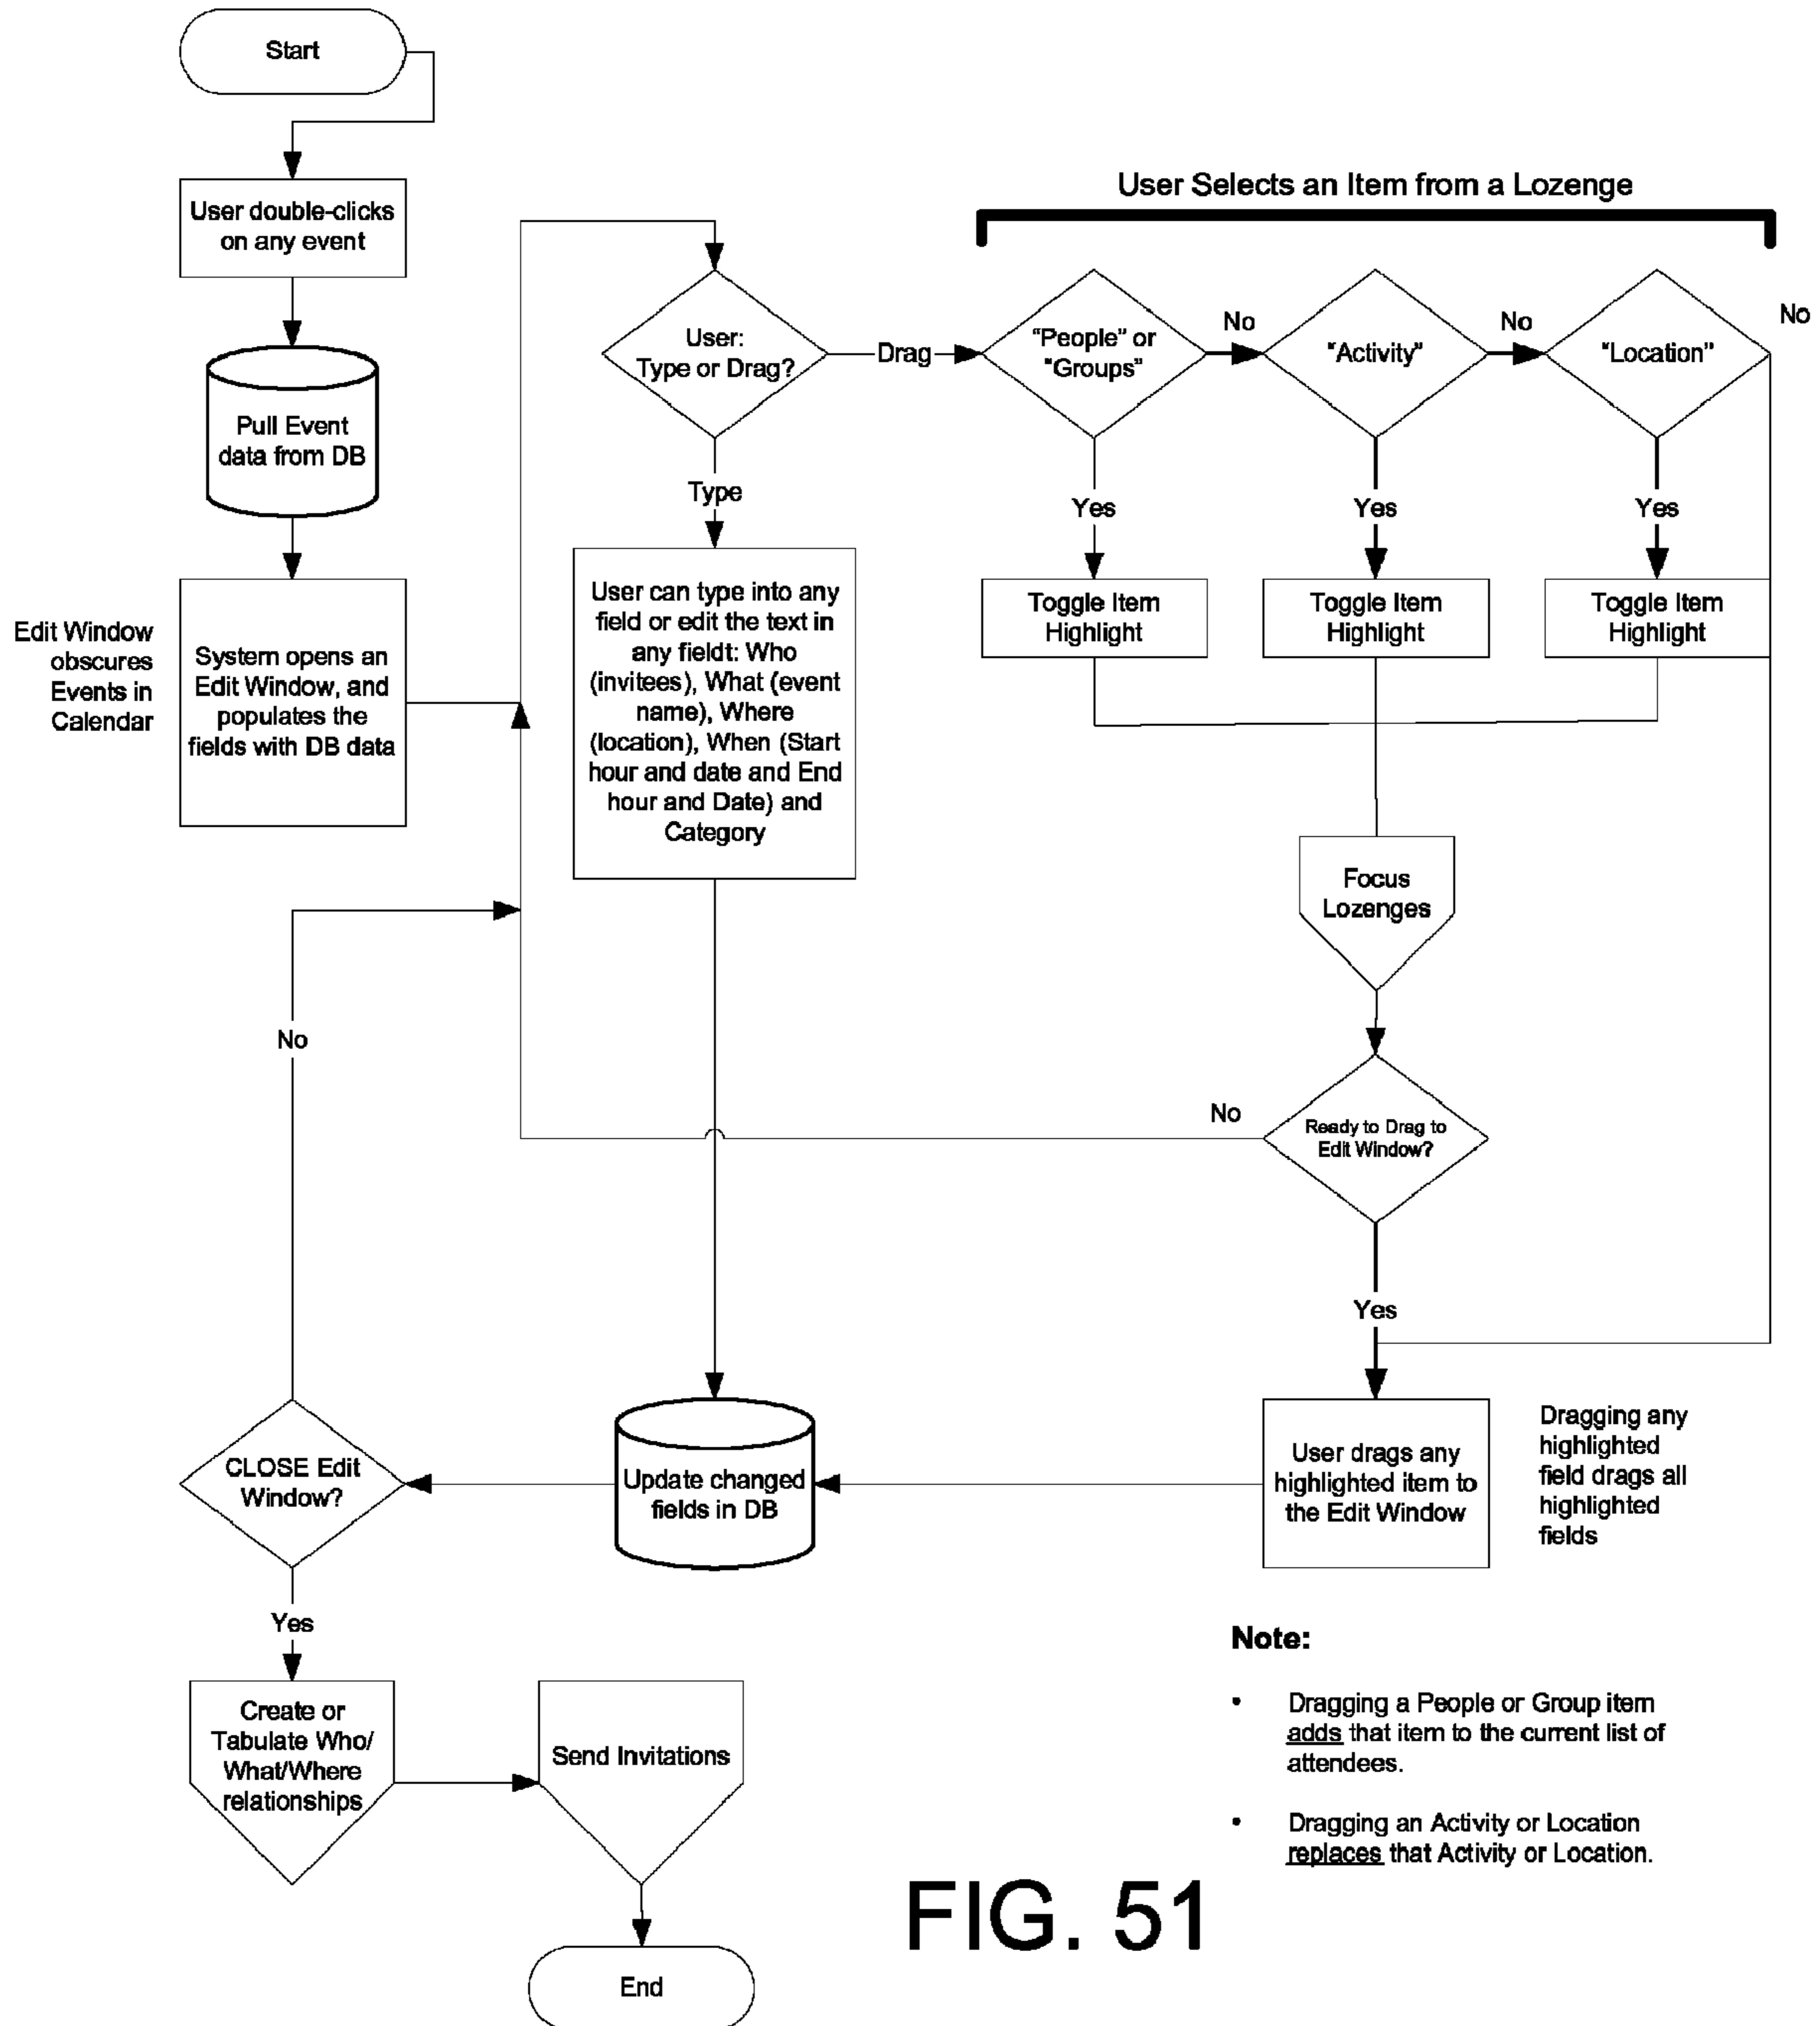 Start
User double-clicks
on any event
Pull Event
data from DB
Edit Window
obscures
Events in
Calendar
System opens an
Edit Window, and
populates the
fields with DB data
User:
Type or Drag?
Drag
Type
User can type into any
field or edit the text in
any fieldt: Who
(invitees), What (event
name), Where
(location), When (Start
hour and date and End
hour and Date) and
Category
User Selects an Item from a Lozenge
“People” or
“Groups”
No
“Activity”
No
“Location”
No
Yes
Yes
Yes
Toggle Item
Highlight
Toggle Item
Highlight
Toggle Item
Highlight
Focus
Lozenges
Ready to Drag to
Edit Window?
No
Yes
User drags any
highlighted item to
the Edit Window
Dragging any
highlighted
field drags all
highlighted
fields
Update changed
fields in DB
CLOSE Edit
Window?
No
Yes
Create or
Tabulate Who/
What/Where
relationships
Send Invitations
End
Note:
• Dragging a People or Group item
adds that item to the current list of
attendees.
• Dragging an Activity or Location
replaces that Activity or Location.
FIG. 51